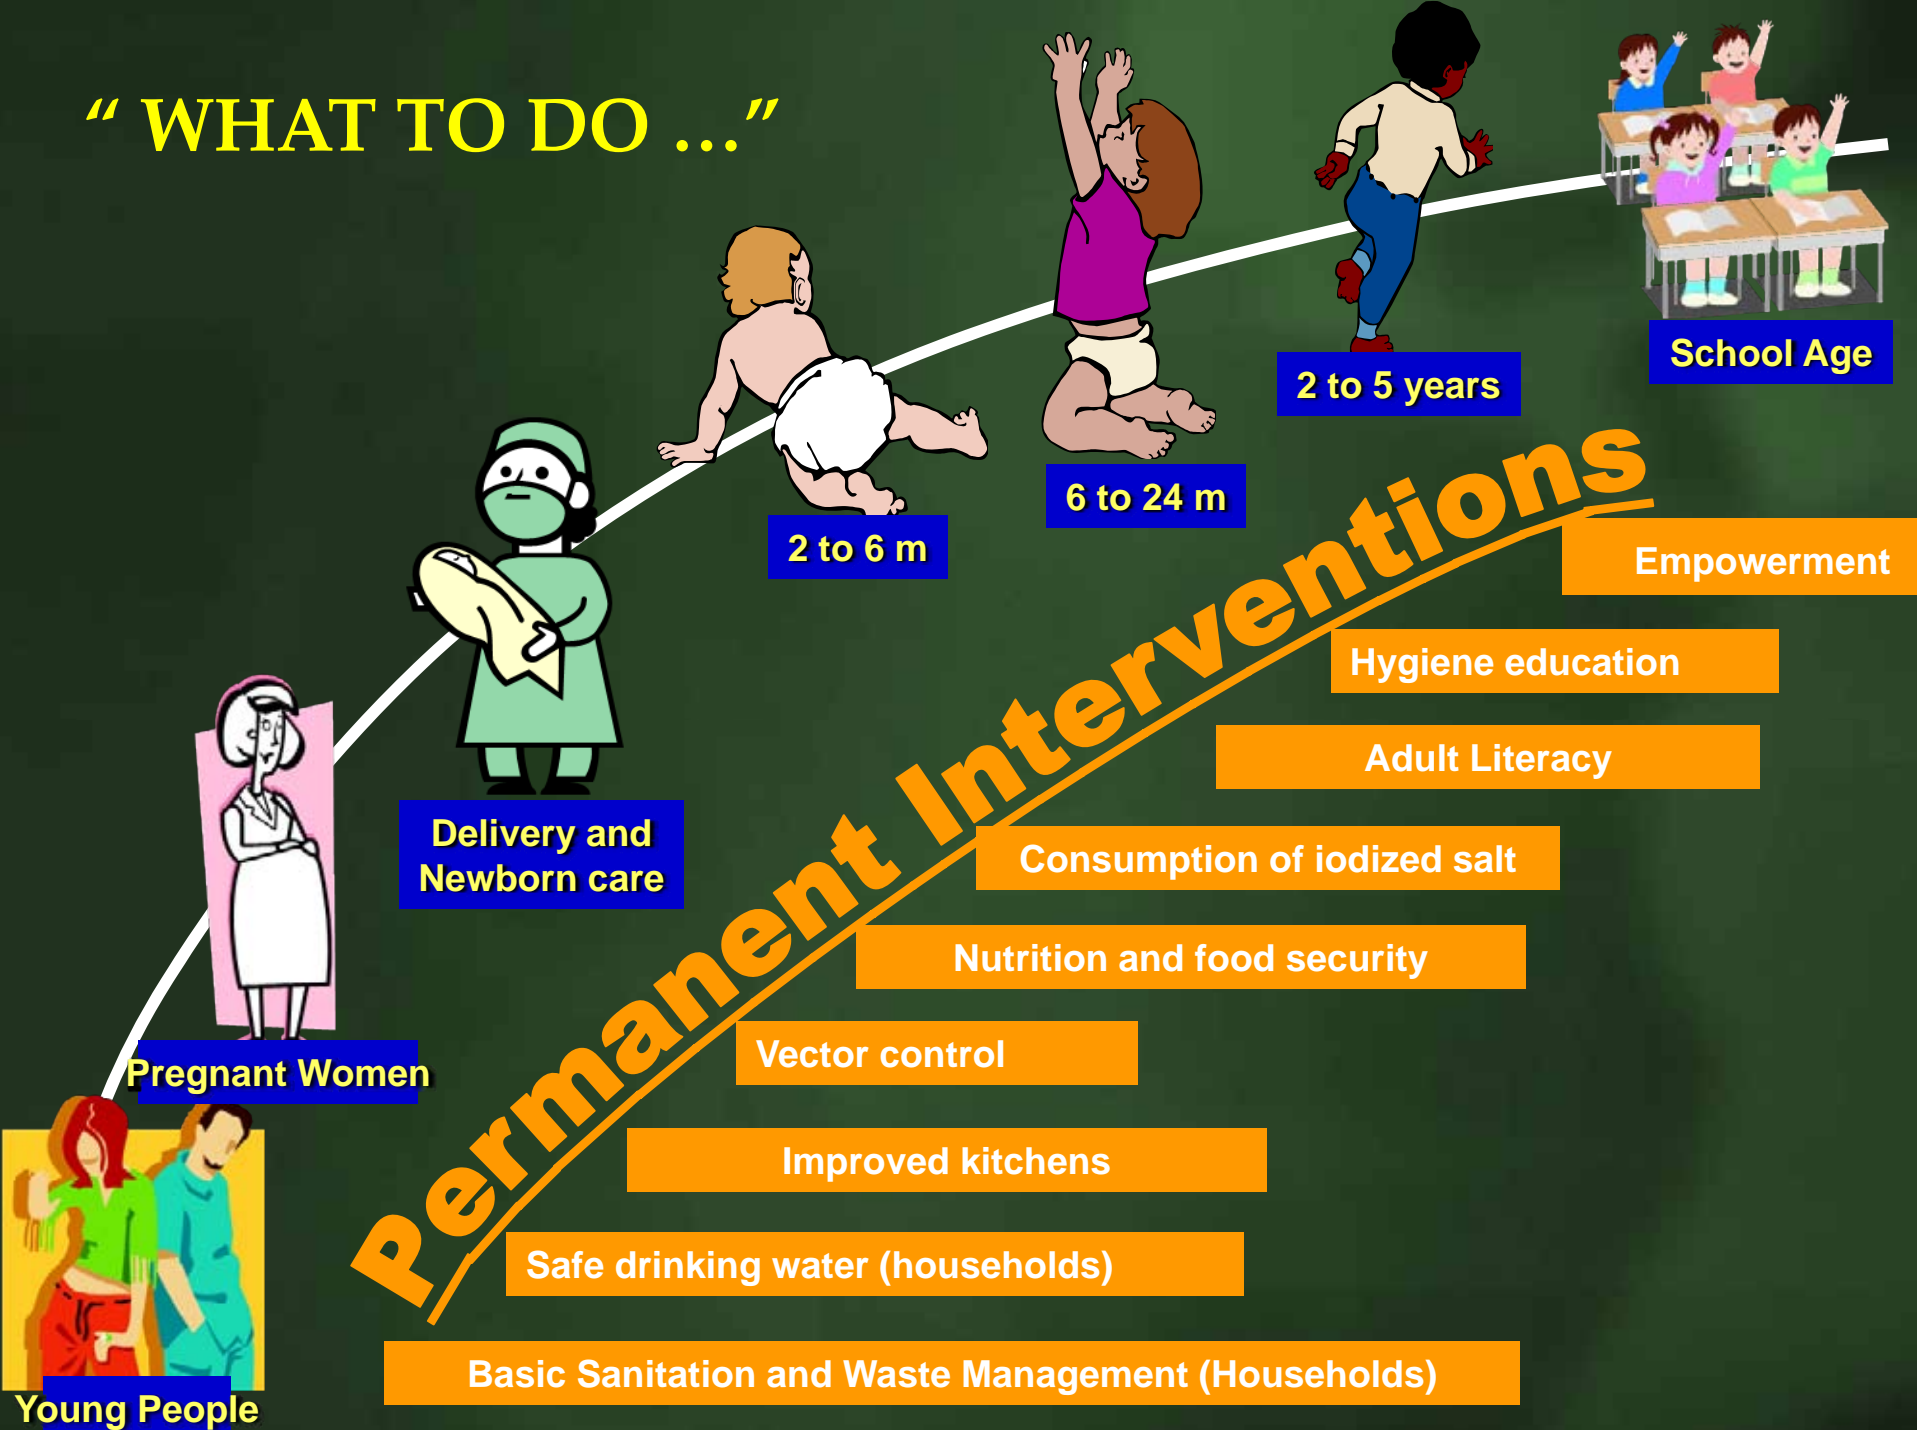 “ WHAT TO DO …”
School Age
2 to 5 years
6 to 24 m
2 to 6 m
Delivery and
Newborn care
Pregnant Women
Young People
Permanent Interventions
Empowerment
Hygiene education
Adult Literacy
Consumption of iodized salt
Nutrition and food security
Vector control
Improved kitchens
Safe drinking water (households)
Basic Sanitation and Waste Management (Households)